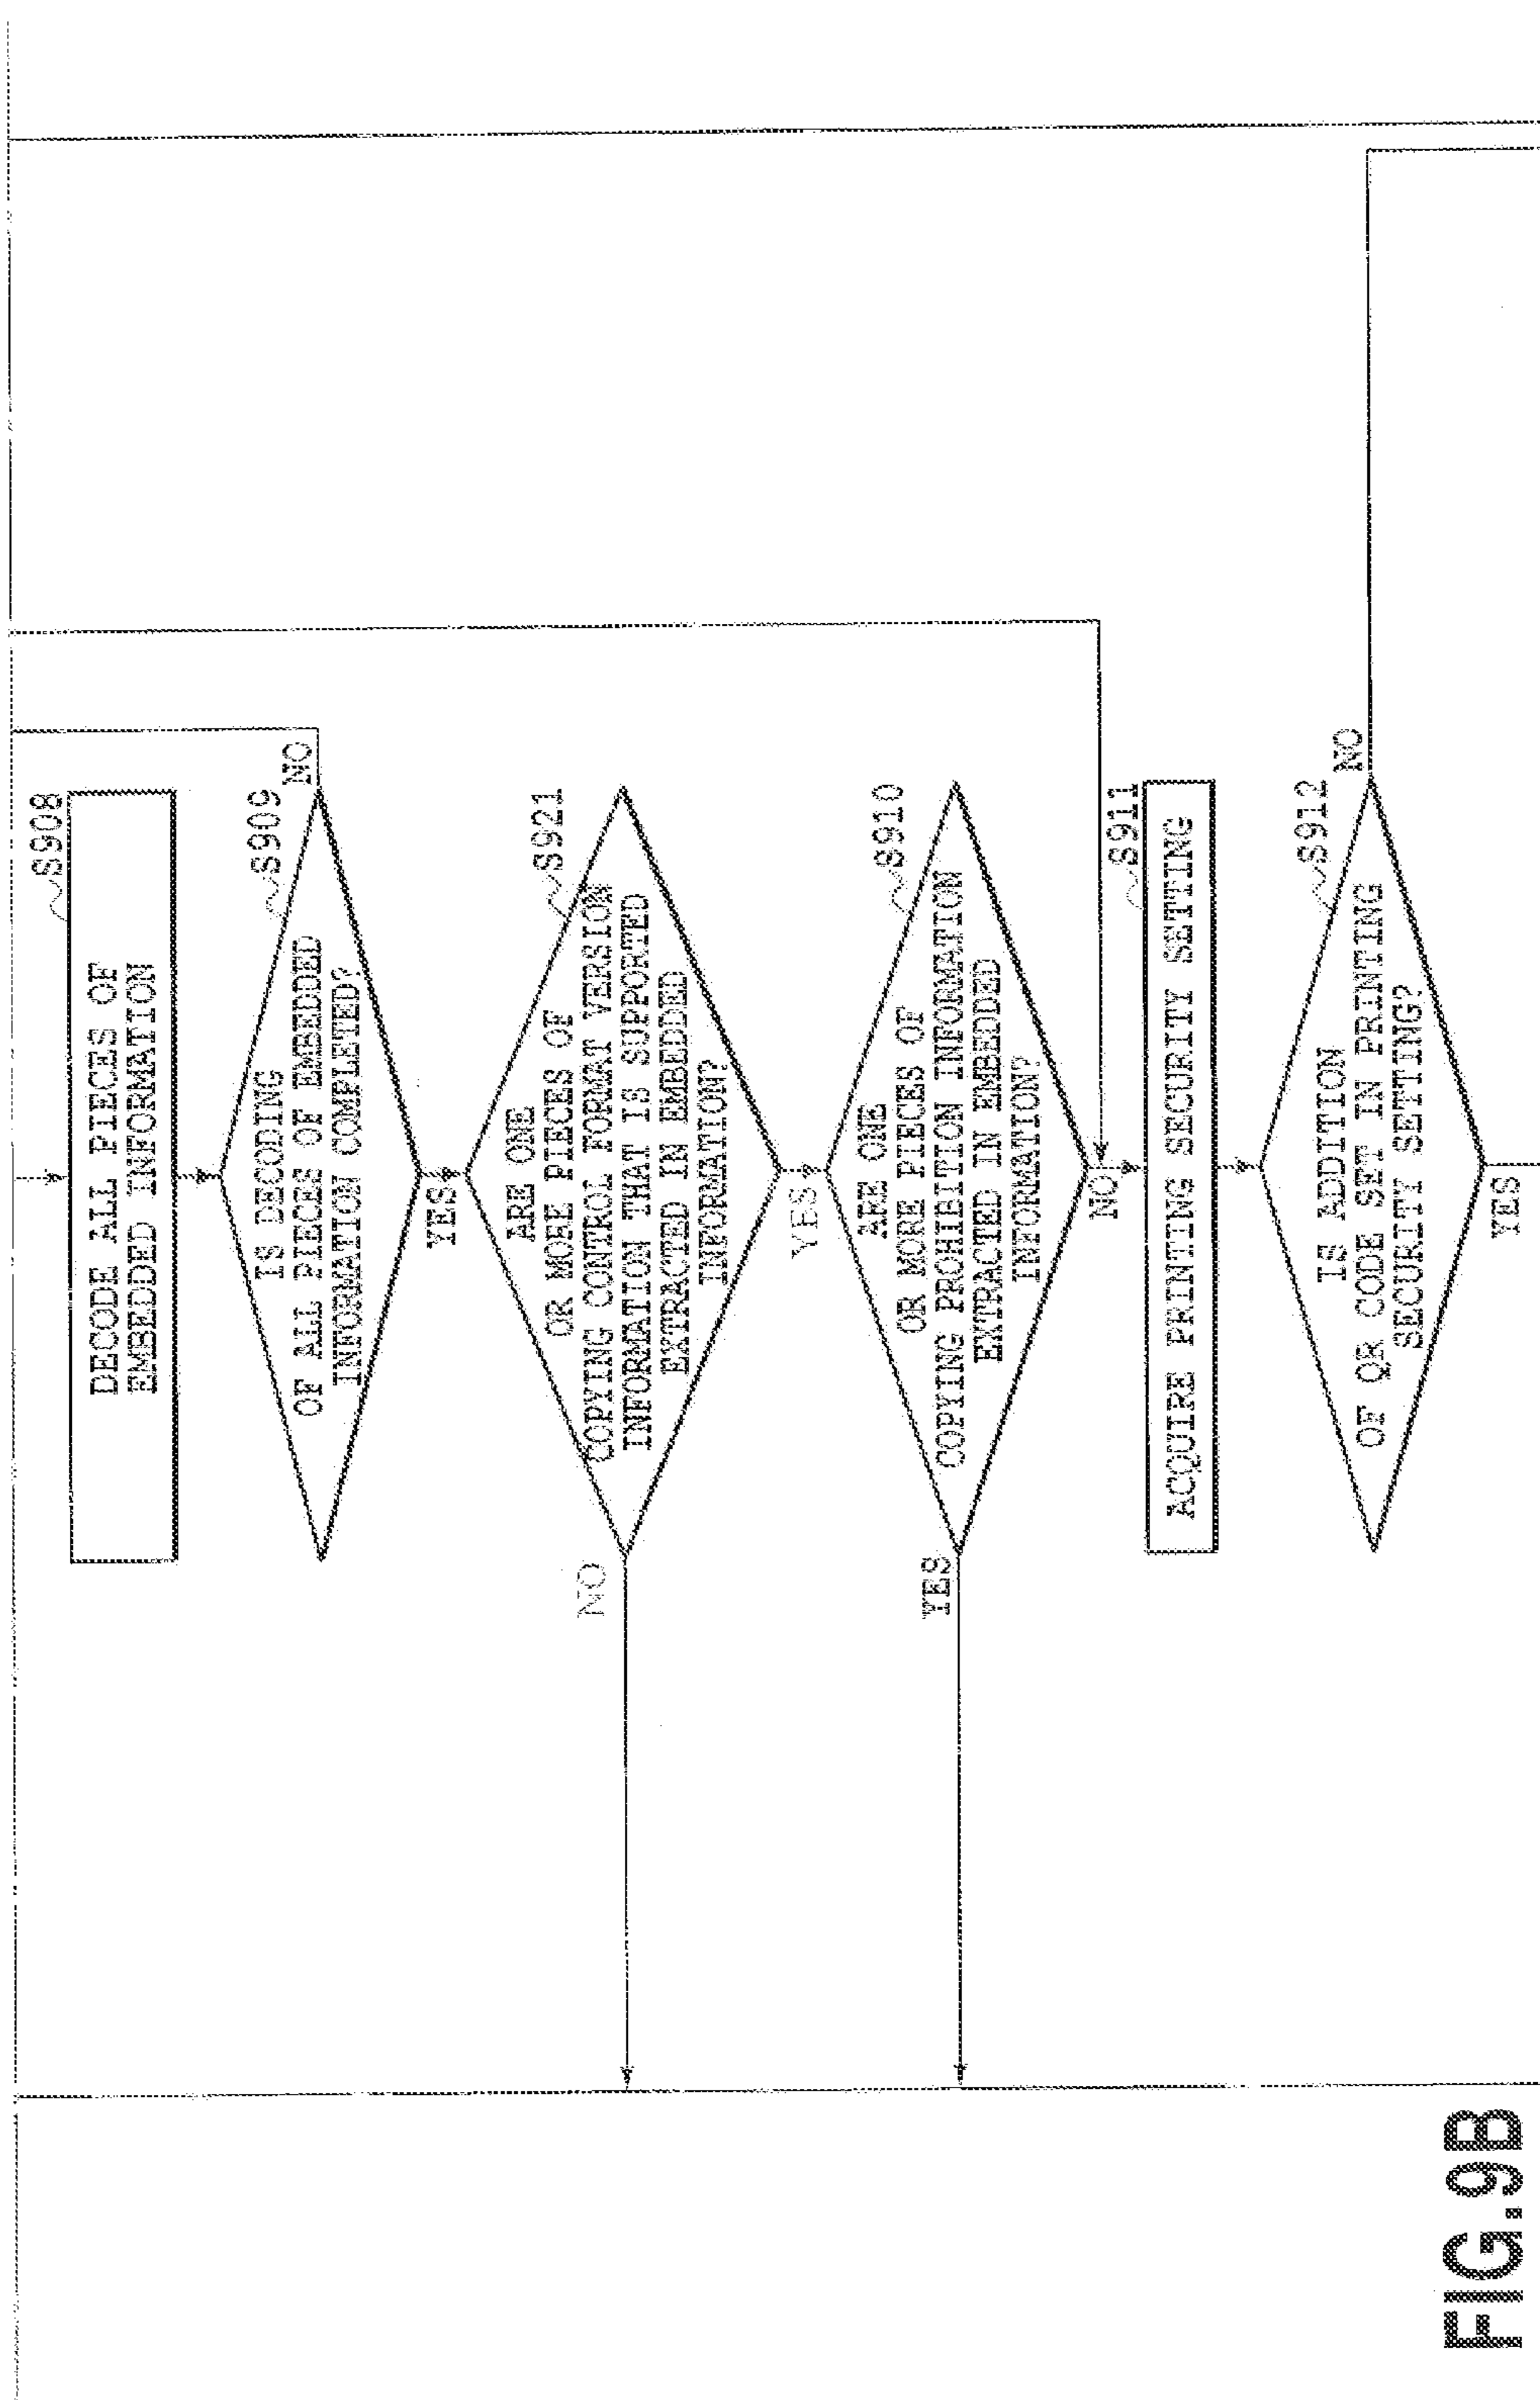 S908
DECODE ALL PIECES OF
EMBEDDED INFORMATION
S909
IS DECODING
OF ALL PIECES OF EMBEDDED
INFORMATION COMPLETED?
NO
YES
S921
ARE ONE
OR MORE PIECES OF
COPYING CONTROL FORMAT VERSION
INFORMATION THAT IS SUPPORTED
EXTRACTED IN EMBEDDED
INFORMATION?
NO
YES
S910
ARE ONE
OR MORE PIECES OF
COPYING PROHIBITION INFORMATION
EXTRACTED IN EMBEDDED
INFORMATION?
YES
NO
S911
ACQUIRE PRINTING SECURITY SETTING
S912
IS ADDITION
OF QR CODE SET IN PRINTING
SECURITY SETTING?
NO
YES
FIG.9B